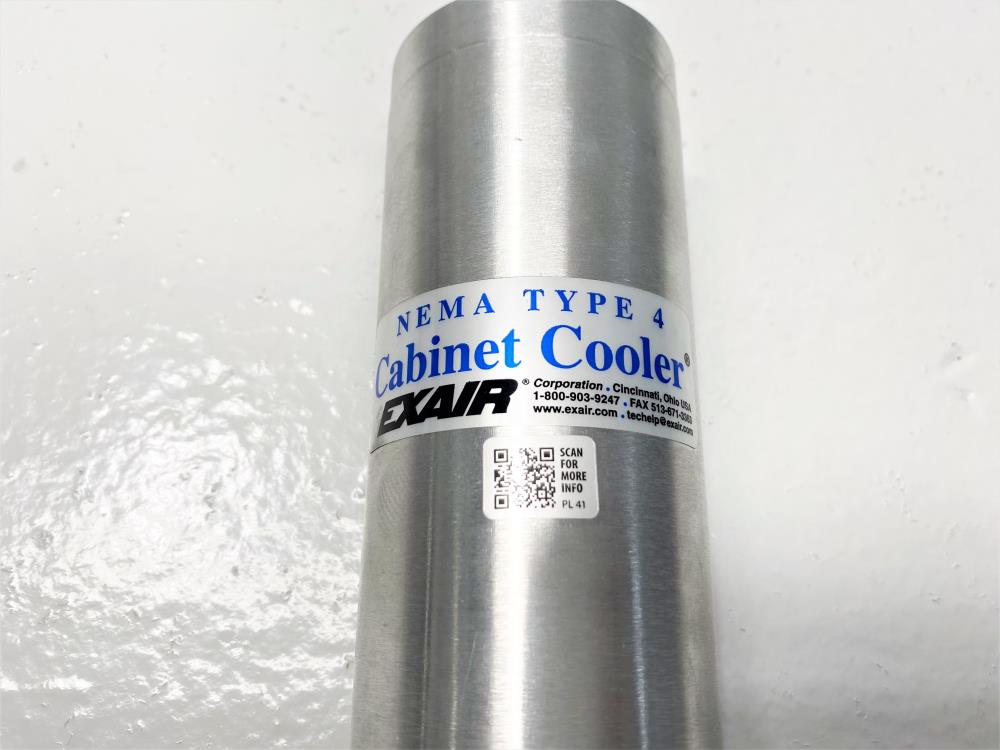 NEMA TYPE 4
Cabinet Cooler®
EXAIR® Corporation • Cincinnati, Ohio USA
1-800-903-9247 • FAX 513-671-3363
www.exair.com • techelp@exair.com
SCAN
FOR
MORE
INFO
PL 41